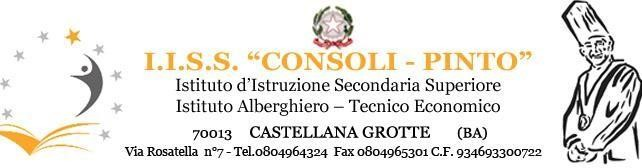 I.I.S.S. “CONSOLI - PINTO”
Istituto d’Istruzione Secondaria Superiore
Istituto Alberghiero – Tecnico Economico
70013 CASTELLANA GROTTE (BA)
Via Rosatella n°7 - Tel.0804964324 Fax 0804965301 C.F. 934693300722